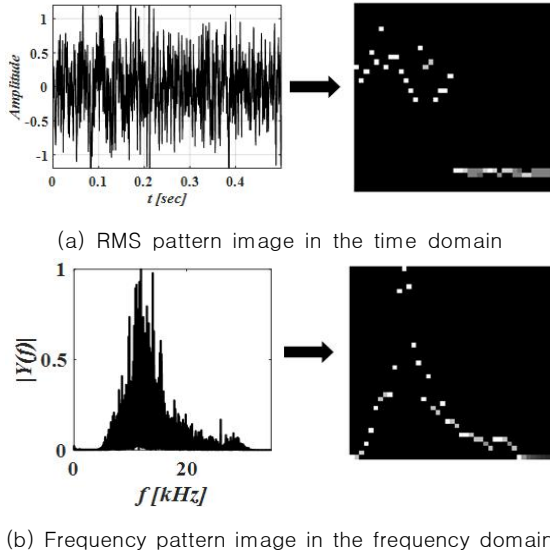 1
0.5
0
-0.5
-1
Amplitude
0 0.1 0.2 0.3 0.4
t [sec]
(a) RMS pattern image in the time domain
1
0.5
0
|Y(f)|
0 20
f [kHz]
(b) Frequency pattern image in the frequency domain